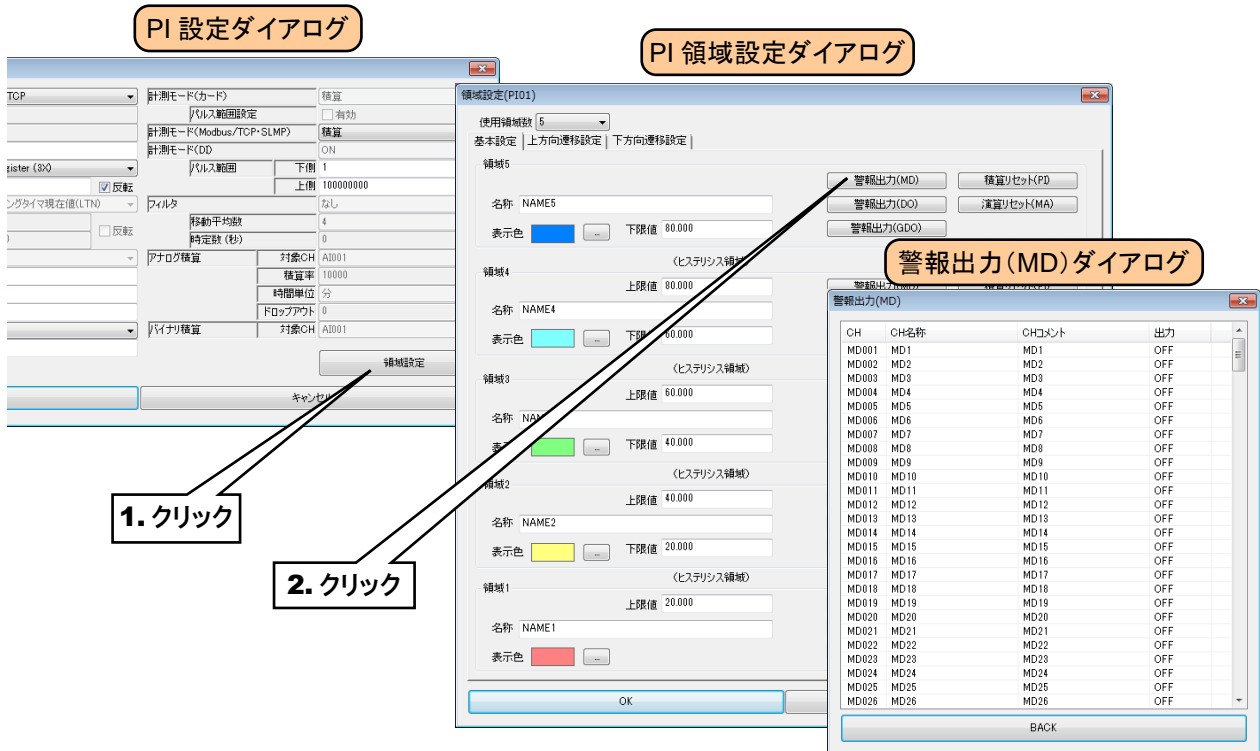 PI 設定ダイアログ
TCP
計測モード(カード)
積算
パルス範囲設定
有効
計測モード(Modbus/TCP・SLMP)
積算
計測モード(DD)
ON
gister (3X)
パルス範囲
下側
1
反転
上側
100000000
ングタイマ現在値(LTN)
フィルタ
なし
反転
移動平均数
4
時定数 (秒)
0
アナログ積算
対象CH
AI001
積算率
10000
時間単位
分
ドロップアウト
0
バイナリ積算
対象CH
AI001
領域設定
1. クリック
PI 領域設定ダイアログ
領域設定(PI01)
使用領域数
5
基本設定
上方向遷移設定
下方向遷移設定
領域5
警報出力(MD)
積算リセット(PI)
名称
NAME5
警報出力(DO)
演算リセット(MA)
表示色
...
下限値
80.000
警報出力(GDO)
(ヒステリシス領域)
領域4
上限値
80.000
名称
NAME4
表示色
...
60.000
(ヒステリシス領域)
領域3
上限値
60.000
名称
...
下限値
40.000
(ヒステリシス領域)
領域2
上限値
40.000
名称
NAME2
表示色
...
下限値
20.000
(ヒステリシス領域)
領域1
上限値
20.000
名称
NAME1
表示色
...
OK
2. クリック
警報出力(MD)ダイアログ
警報出力(MD)
CH CH名称 CHコメント 出力
MD001 MD1 MD1 OFF
MD002 MD2 MD2 OFF
MD003 MD3 MD3 OFF
MD004 MD4 MD4 OFF
MD005 MD5 MD5 OFF
MD006 MD6 MD6 OFF
MD007 MD7 MD7 OFF
MD008 MD8 MD8 OFF
MD009 MD9 MD9 OFF
MD010 MD10 MD10 OFF
MD011 MD11 MD11 OFF
MD012 MD12 MD12 OFF
MD013 MD13 MD13 OFF
MD014 MD14 MD14 OFF
MD015 MD15 MD15 OFF
MD016 MD16 MD16 OFF
MD017 MD17 MD17 OFF
MD018 MD18 MD18 OFF
MD019 MD19 MD19 OFF
MD020 MD20 MD20 OFF
MD021 MD21 MD21 OFF
MD022 MD22 MD22 OFF
MD023 MD23 MD23 OFF
MD024 MD24 MD24 OFF
MD025 MD25 MD25 OFF
MD026 MD26 MD26 OFF
BACK